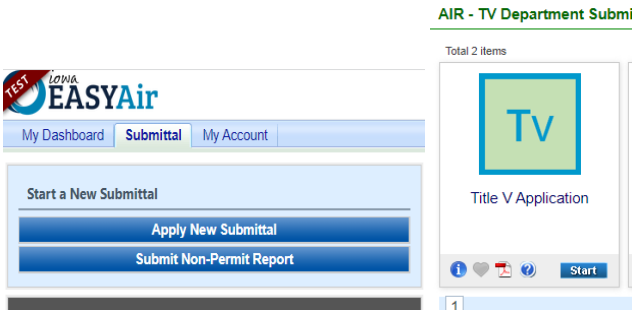 AIR - TV Department Submi
Total 2 items
TV
Title V Application
Start
1
TEST
iowa
EASYAir
My Dashboard Submittal My Account
Start a New Submittal
Apply New Submittal
Submit Non-Permit Report